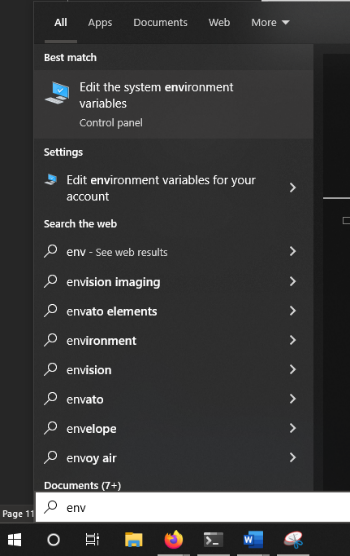 All Apps Documents Web More
Best match
Edit the system environment
variables
Control panel
Settings
Edit environment variables for your
account
Search the web
env - See web results
envision imaging
envato elements
environment
envision
envato
envelope
envoy air
Documents (7+)
Page 11
env